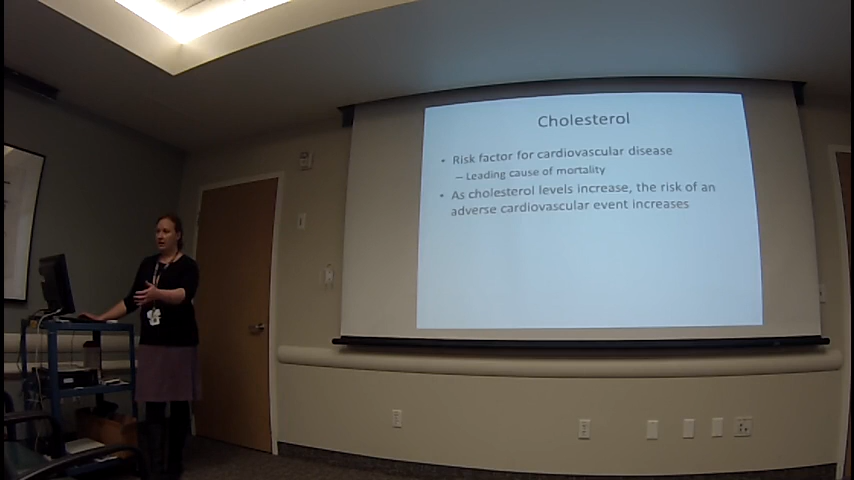 Cholesterol
• Risk factor for cardiovascular disease
– Leading cause of mortality
• As cholesterol levels increase, the risk of an
adverse cardiovascular event increases